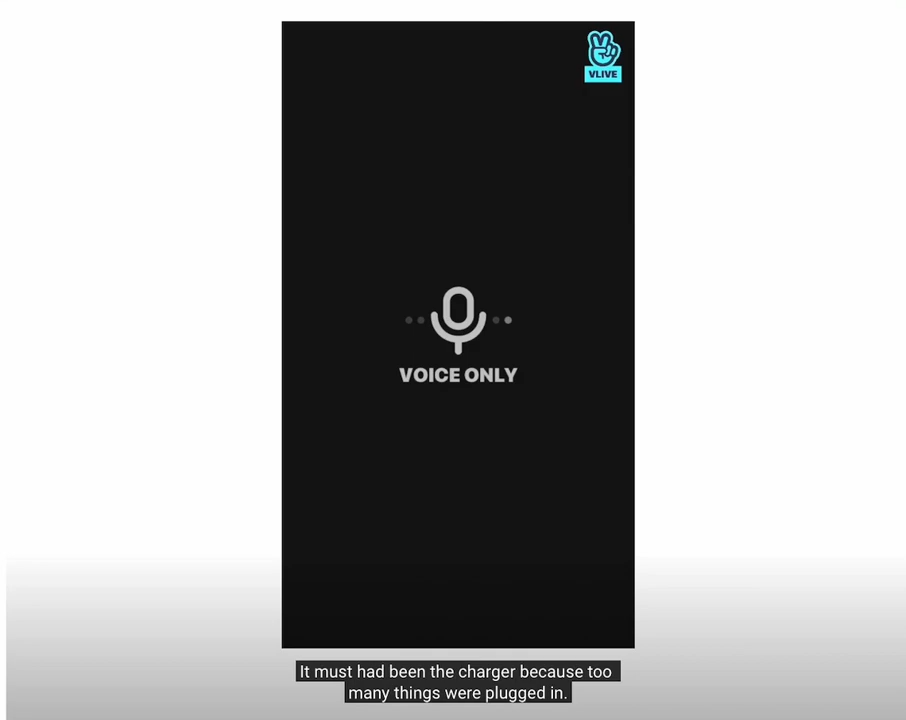 VLIVE
VOICE ONLY
It must had been the charger because too
many things were plugged in.